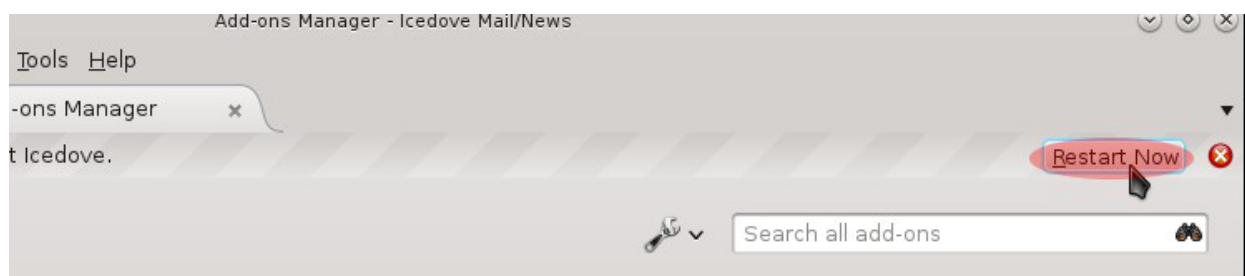 Add-ons Manager - Icedove Mail/News
Tools Help
-ons Manager
t Icedove.
Restart Now
Search all add-ons